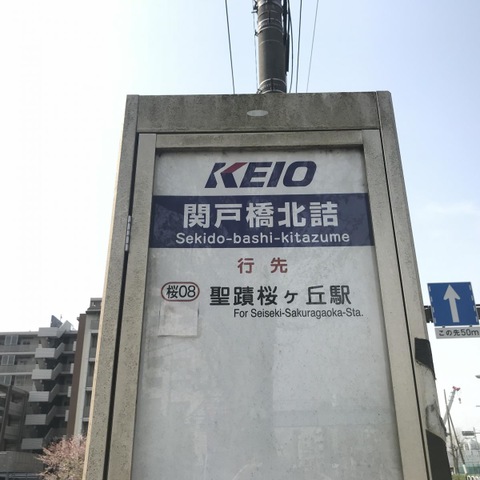 KEIO
関戸橋北詰
Sekido-bashi-kitazume
行先
桜08
聖蹟桜ヶ丘駅
For Seiseki-Sakuragaoka-Sta.
この先50m